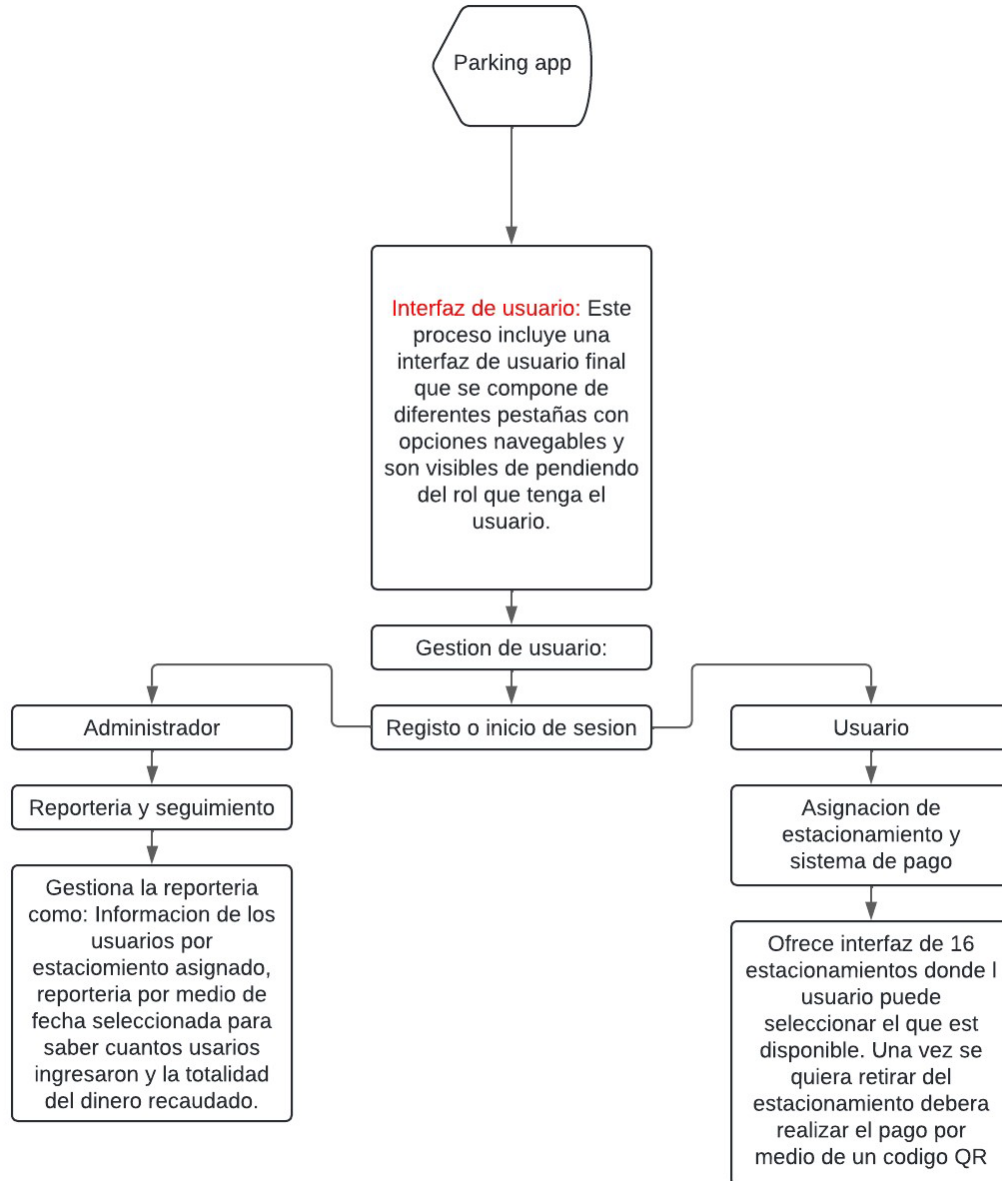 Parking app
Interfaz de usuario: Este
proceso incluye una
interfaz de usuario final
que se compone de
diferentes pestañas con
opciones navegables y
son visibles de pendiendo
del rol que tenga el
usuario.
Gestion de usuario:
Registo o inicio de sesion
Administrador
Reporteria y seguimiento
Gestiona la reporteria
como: Informacion de los
usuarios por
estaciomiento asignado,
reporteria por medio de
fecha seleccionada para
saber cuantos usarios
ingresaron y la totalidad
del dinero recaudado.
Usuario
Asignacion de
estacionamiento y
sistema de pago
Ofrece interfaz de 16
estacionamientos donde l
usuario puede
seleccionar el que est
disponible. Una vez se
quiera retirar del
estacionamiento debera
realizar el pago por
medio de un codigo QR